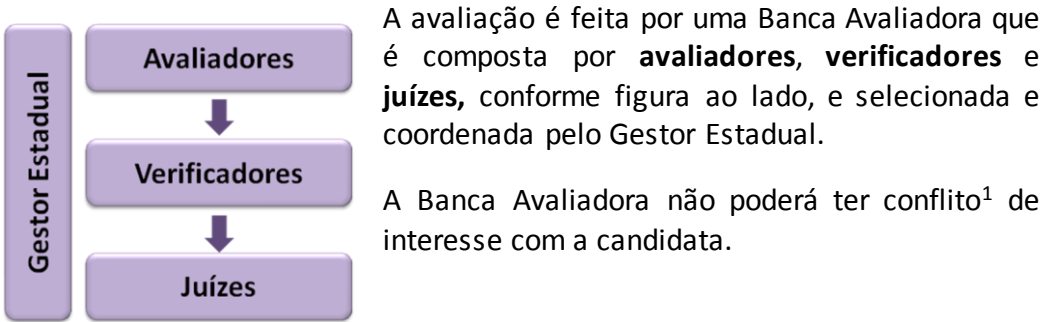 Gestor Estadual
Avaliadores
Verificadores
Juízes
A avaliação é feita por uma Banca Avaliadora que
é composta por avaliadores, verificadores e
juízes, conforme figura ao lado, e selecionada e
coordenada pelo Gestor Estadual.
A Banca Avaliadora não poderá ter conflito¹ de
interesse com a candidata.